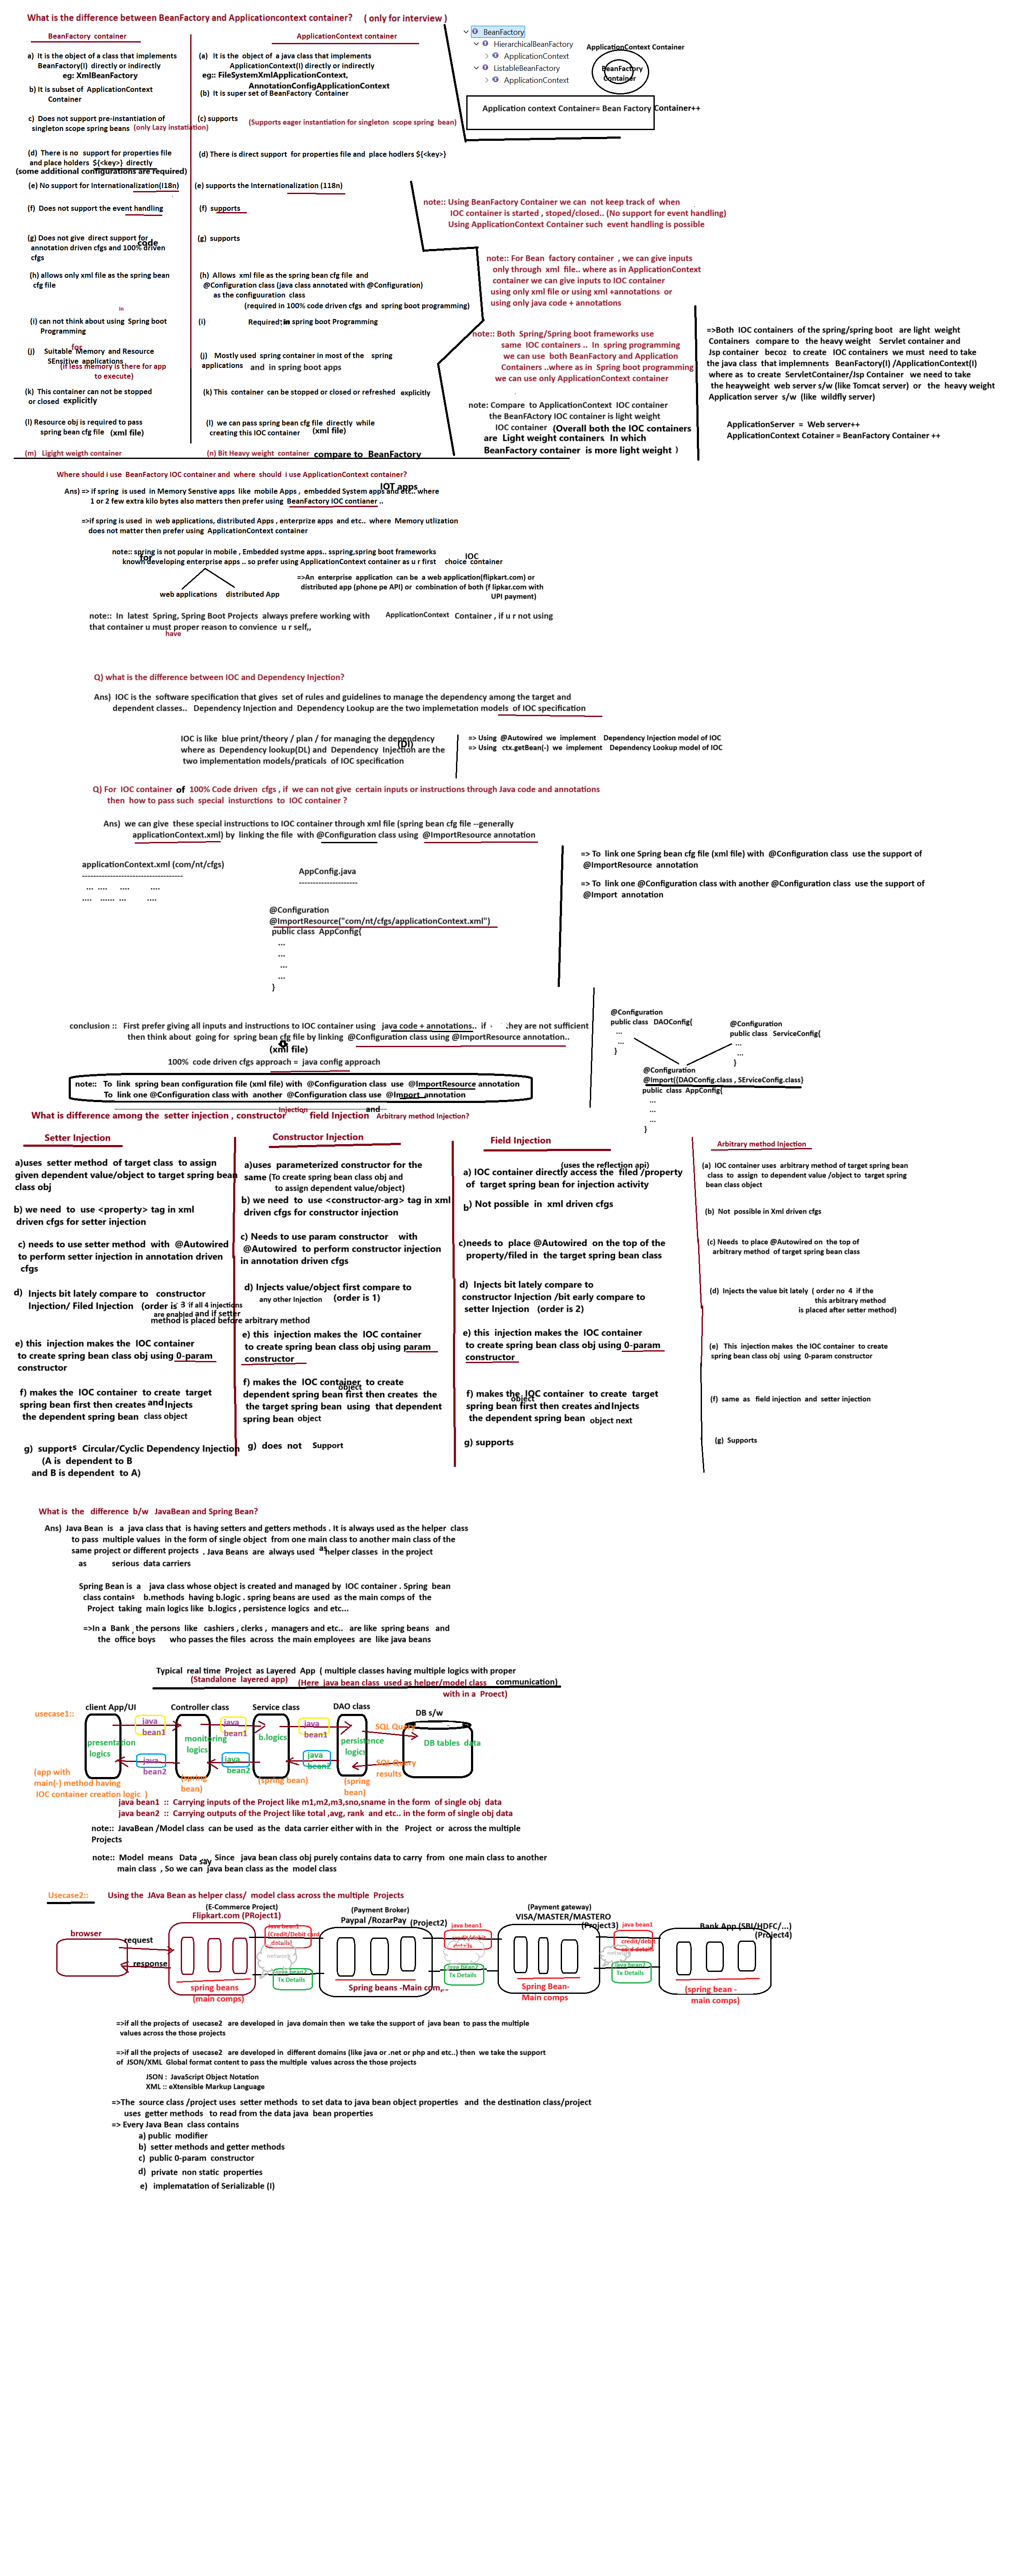 What is the difference between BeanFactory and Applicationcontext container? ( only for interview )
BeanFactory container
a) It is the object of a class that implements
BeanFactory(I) directly or indirectly
eg: XmlBeanFactory
b) It is subset of ApplicationContext
Container
c) Does not support pre-instantiation of
singleton scope spring beans (only Lazy instatiation)
(d) There is no support for properties file
and place holders ${<key>} directly
(some additional configurations are required)
(e) No support for Internationalization(I18n)
(f) Does not support the event handling
(g) Does not give direct support for
annotation driven cfgs and 100% code driven
cfgs
(h) allows only xml file as the spring bean
cfg file
(i) can not think about using Spring boot
in
Programming
(j) Suitable for Memory and Resource
SEnsitive applications
(if less memory is there for app
to execute)
(k) This container can not be stopped
or closed explicitly
(l) Resource obj is required to pass
spring bean cfg file (xml file)
(m) Ligight weigth container
ApplicationContext container
(a) It is the object of a java class that implements
ApplicationContext(I) directly or indirectly
eg:: FileSystemXmlApplicationContext,
AnnotationConfigApplicationContext
(b) It is super set of BeanFactory Container
(c) supports (Supports eager instantiation for singleton scope spring bean)
(d) There is direct support for properties file and place hodlers ${<key>}
(e) supports the Internationalization (118n)
(f) supports
(g) supports
(h) Allows xml file as the spring bean cfg file and
@Configuration class (java class annotated with @Configuration)
as the configuuration class
(required in 100% code driven cfgs and spring boot programming)
(i) Required in spring boot Programming
(j) Mostly used spring container in most of the spring
applications and in spring boot apps
(k) This container can be stopped or closed or refreshed explicitly
(l) we can pass spring bean cfg file directly while
creating this IOC container (xml file)
(n) Bit Heavy weight container compare to BeanFactory
BeanFactory
HierarchicalBeanFactory
ApplicationContext
ListableBeanFactory
ApplicationContext
ApplicationContext Container
BeanFactory
Container
Application context Container= Bean Factory Container++
note:: Using BeanFactory Container we can not keep track of when
IOC container is started , stoped/closed.. (No support for event handling)
Using ApplicationContext Container such event handling is possible
note:: For Bean factory container , we can give inputs
only through xml file.. where as in ApplicationContext
container we can give inputs to IOC container
using only xml file or using xml +annotations or
using only java code + annotations
note:: Both Spring/Spring boot frameworks use
same IOC containers .. In spring programming
we can use both BeanFactory and Application
Containers ..where as in Spring boot programming
we can use only ApplicationContext container
note: Compare to ApplicationContext IOC container
the BeanFActory IOC container is light weight
IOC container (Overall both the IOC containers
are Light weight containers In which
BeanFactory container is more light weight )
=>Both IOC containers of the spring/spring boot are light weight
Containers compare to the heavy weight Servlet container and
Jsp container becoz to create IOC containers we must need to take
the java class that implemnents BeanFactory(I) /ApplicationContext(I)
where as to create ServletContainer/Jsp Container we need to take
the heavyweight web server s/w (like Tomcat server) or the heavy weight
Application server s/w (like wildfly server)
ApplicationServer = Web server++
ApplicationContext Cotainer = BeanFactory Container ++
Where should i use BeanFactory IOC container and where should i use ApplicationContext container?
Ans) => if spring is used in Memory Senstive apps like mobile Apps , embedded System apps and etc.. where
IOT apps
1 or 2 few extra kilo bytes also matters then prefer using BeanFactory IOC contianer ..
=>if spring is used in web applications, distributed Apps , enterprize apps and etc.. where Memory utlization
does not matter then prefer using ApplicationContext container
note:: spring is not popular in mobile , Embedded systme apps.. sspring,spring boot frameworks
known for developing enterprise apps .. so prefer using ApplicationContext container as u r first IOC choice container
web applications distributed App
=>An enterprise application can be a web application(flipkart.com) or
distributed app (phone pe API) or combination of both (f lipkar.com with
UPI payment)
note:: In latest Spring, Spring Boot Projects always prefere working with ApplicationContext Container , if u r not using
that container u must proper reason to convience u r self,,
have
Q) what is the difference between IOC and Dependency Injection?
Ans) IOC is the software specification that gives set of rules and guidelines to manage the dependency among the target and
dependent classes.. Dependency Injection and Dependency Lookup are the two implemetation models of IOC specification
IOC is like blue print/theory / plan / for managing the dependency
where as Dependency lookup(DL) and Dependency Injection are the
(DI)
two implementation models/praticals of IOC specification
=> Using @Autowired we implement Dependency Injection model of IOC
=> Using ctx.getBean(-) we implement Dependency Lookup model of IOC
Q) For IOC container of 100% Code driven cfgs , if we can not give certain inputs or instructions through Java code and annotations
then how to pass such special insturctions to IOC container ?
Ans) we can give these special instructions to IOC container through xml file (spring bean cfg file --generally
applicationContext.xml) by linking the file with @Configuration class using @ImportResource annotation
applicationContext.xml (com/nt/cfgs)
------------------------------------
... .... .... ....
.... ...... ... ....
AppConfig.java
---------------------
@Configuration
@ImportResource("com/nt/cfgs/applicationContext.xml")
public class AppConfig{
...
...
...
...
}
=> To link one Spring bean cfg file (xml file) with @Configuration class use the support of
@ImportResource annotation
=> To link one @Configuration class with another @Configuration class use the support of
@Import annotation
conclusion :: First prefer giving all inputs and instructions to IOC container using java code + annotations.. if they are not sufficient
then think about going for spring bean cfg file by linking @Configuration class using @ImportResource annotation..
(xml file)
100% code driven cfgs approach = java config approach
note:: To link spring bean configuration file (xml file) with @Configuration class use @ImportResource annotation
To link one @Configuration class with another @Configuration class use @Import annotation
@Configuration
public class DAOConfig{
...
...
}
@Configuration
public class ServiceConfig{
...
...
}
@Configuration
@Import({DAOConfig.class , SErviceConfig.class}
public class AppConfig{
...
...
...
}
What is difference among the setter injection , constructor Injection field Injection and Arbitrary method Injection?
Setter Injection
a)uses setter method of target class to assign
given dependent value/object to target spring bean
class obj
b) we need to use <property> tag in xml
driven cfgs for setter injection
c) needs to use setter method with @Autowired
to perform setter injection in annotation driven
cfgs
d) Injects bit lately compare to constructor
Injection/ Filed Injection (order is 3 if all 4 injections
are enabled and if setter
method is placed before arbitrary method
e) this injection makes the IOC container
to create spring bean class obj using 0-param
constructor
f) makes the IOC container to create target
spring bean first then creates and Injects
the dependent spring bean class object
g) supports Circular/Cyclic Dependency Injection
(A is dependent to B
and B is dependent to A)
Constructor Injection
a)uses parameterized constructor for the
same (To create spring bean class obj and
to assign dependent value/object)
b) we need to use <constructor-arg> tag in xml
driven cfgs for constructor injection
c) Needs to use param constructor with
@Autowired to perform constructor injection
in annotation driven cfgs
d) Injects value/object first compare to
any other Injection (order is 1)
e) this injection makes the IOC container
to create spring bean class obj using param
constructor
f) makes the IOC container to create
dependent spring bean object first then creates the
the target spring bean using that dependent
spring bean object
g) does not Support
Field Injection
(uses the reflection api)
a) IOC container directly access the filed /property
of target spring bean for injection activity
b) Not possible in xml driven cfgs
c)needs to place @Autowired on the top of the
property/filed in the target spring bean class
d) Injects bit lately compare to
constructor Injection /bit early compare to
setter Injection (order is 2)
e) this injection makes the IOC container
to create spring bean class obj using 0-param
constructor
f) makes the IOC container to create target
object
spring bean first then creates and Injects
the dependent spring bean object next
g) supports
Arbitrary method Injection
(a) IOC container uses arbitrary method of target spring bean
class to assign to dependent value /object to target spring
bean class object
(b) Not possible in Xml driven cfgs
(c) Needs to place @Autowired on the top of
arbitrary method of target spring bean class
(d) Injects the value bit lately ( order no 4 if the
this arbitrary method
is placed after setter method)
(e) This injection makes the IOC container to create
spring bean class obj using 0-param constructor
(f) same as field injection and setter injection
(g) Supports
What is the difference b/w JavaBean and Spring Bean?
Ans) Java Bean is a java class that is having setters and getters methods . It is always used as the helper class
to pass multiple values in the form of single object from one main class to another main class of the
same project or different projects . Java Beans are always used as helper classes in the project
as serious data carriers
Spring Bean is a java class whose object is created and managed by IOC container . Spring bean
class contains b.methods having b.logic . spring beans are used as the main comps of the
Project taking main logics like b.logics , persistence logics and etc...
=>In a Bank , the persons like cashiers , clerks , managers and etc.. are like spring beans and
the office boys who passes the files across the main employees are like java beans
Typical real time Project as Layered App ( multiple classes having multiple logics with proper
(Standalone layered app) (Here java bean class used as helper/model class communication)
with in a Proect)
usecase1::
client App/UI Controller class Service class DAO class DB s/w
java bean1
java bean1
java bean1
SQL Query
presentation logics
monitoring logics
b.logics
persistence logics
DB tables data
java bean2
java bean2
java bean2
SQL Query results
(app with
main(-) method having
IOC container creation logic )
(spring bean)
(spring bean)
(spring bean)
java bean1 :: Carrying inputs of the Project like m1,m2,m3,sno,sname in the form of single obj data
java bean2 :: Carrying outputs of the Project like total ,avg, rank and etc.. in the form of single obj data
note:: JavaBean /Model class can be used as the data carrier either with in the Project or across the multiple
Projects
note:: Model means Data . Since java bean class obj purely contains data to carry from one main class to another
main class , So we can say java bean class as the model class
Usecase2:: Using the JAva Bean as helper class/ model class across the multiple Projects
(E-Commerce Project)
Flipkart.com (PRoject1)
(Payment Broker)
Paypal /RozarPay (Project2)
(Payment gateway)
VISA/MASTER/MASTERO
(Project3)
Bank App (SBI/HDFC/...)
(Project4)
browser
request
response
java bean1
(Credit/Debit card
details)
network
java bean2
Tx Details
java bean1
credit/debit
details
java bean2
Tx Details
java bean1
credit/debit
card details
network
java bean2
Tx Details
spring beans
(main comps)
Spring beans -Main comps
Spring Bean-
Main comps
(spring bean -
main comps)
=>if all the projects of usecase2 are developed in java domain then we take the support of java bean to pass the multiple
values across the those projects
=>if all the projects of usecase2 are developed in different domains (like java or .net or php and etc..) then we take the support
of JSON/XML Global format content to pass the multiple values across the those projects
JSON : JavaScript Object Notation
XML :: eXtensible Markup Language
=>The source class /project uses setter methods to set data to java bean object properties and the destination class/project
uses getter methods to read from the data java bean properties
=> Every Java Bean class contains
a) public modifier
b) setter methods and getter methods
c) public 0-param constructor
d) private non static properties
e) implematation of Serializable (I)